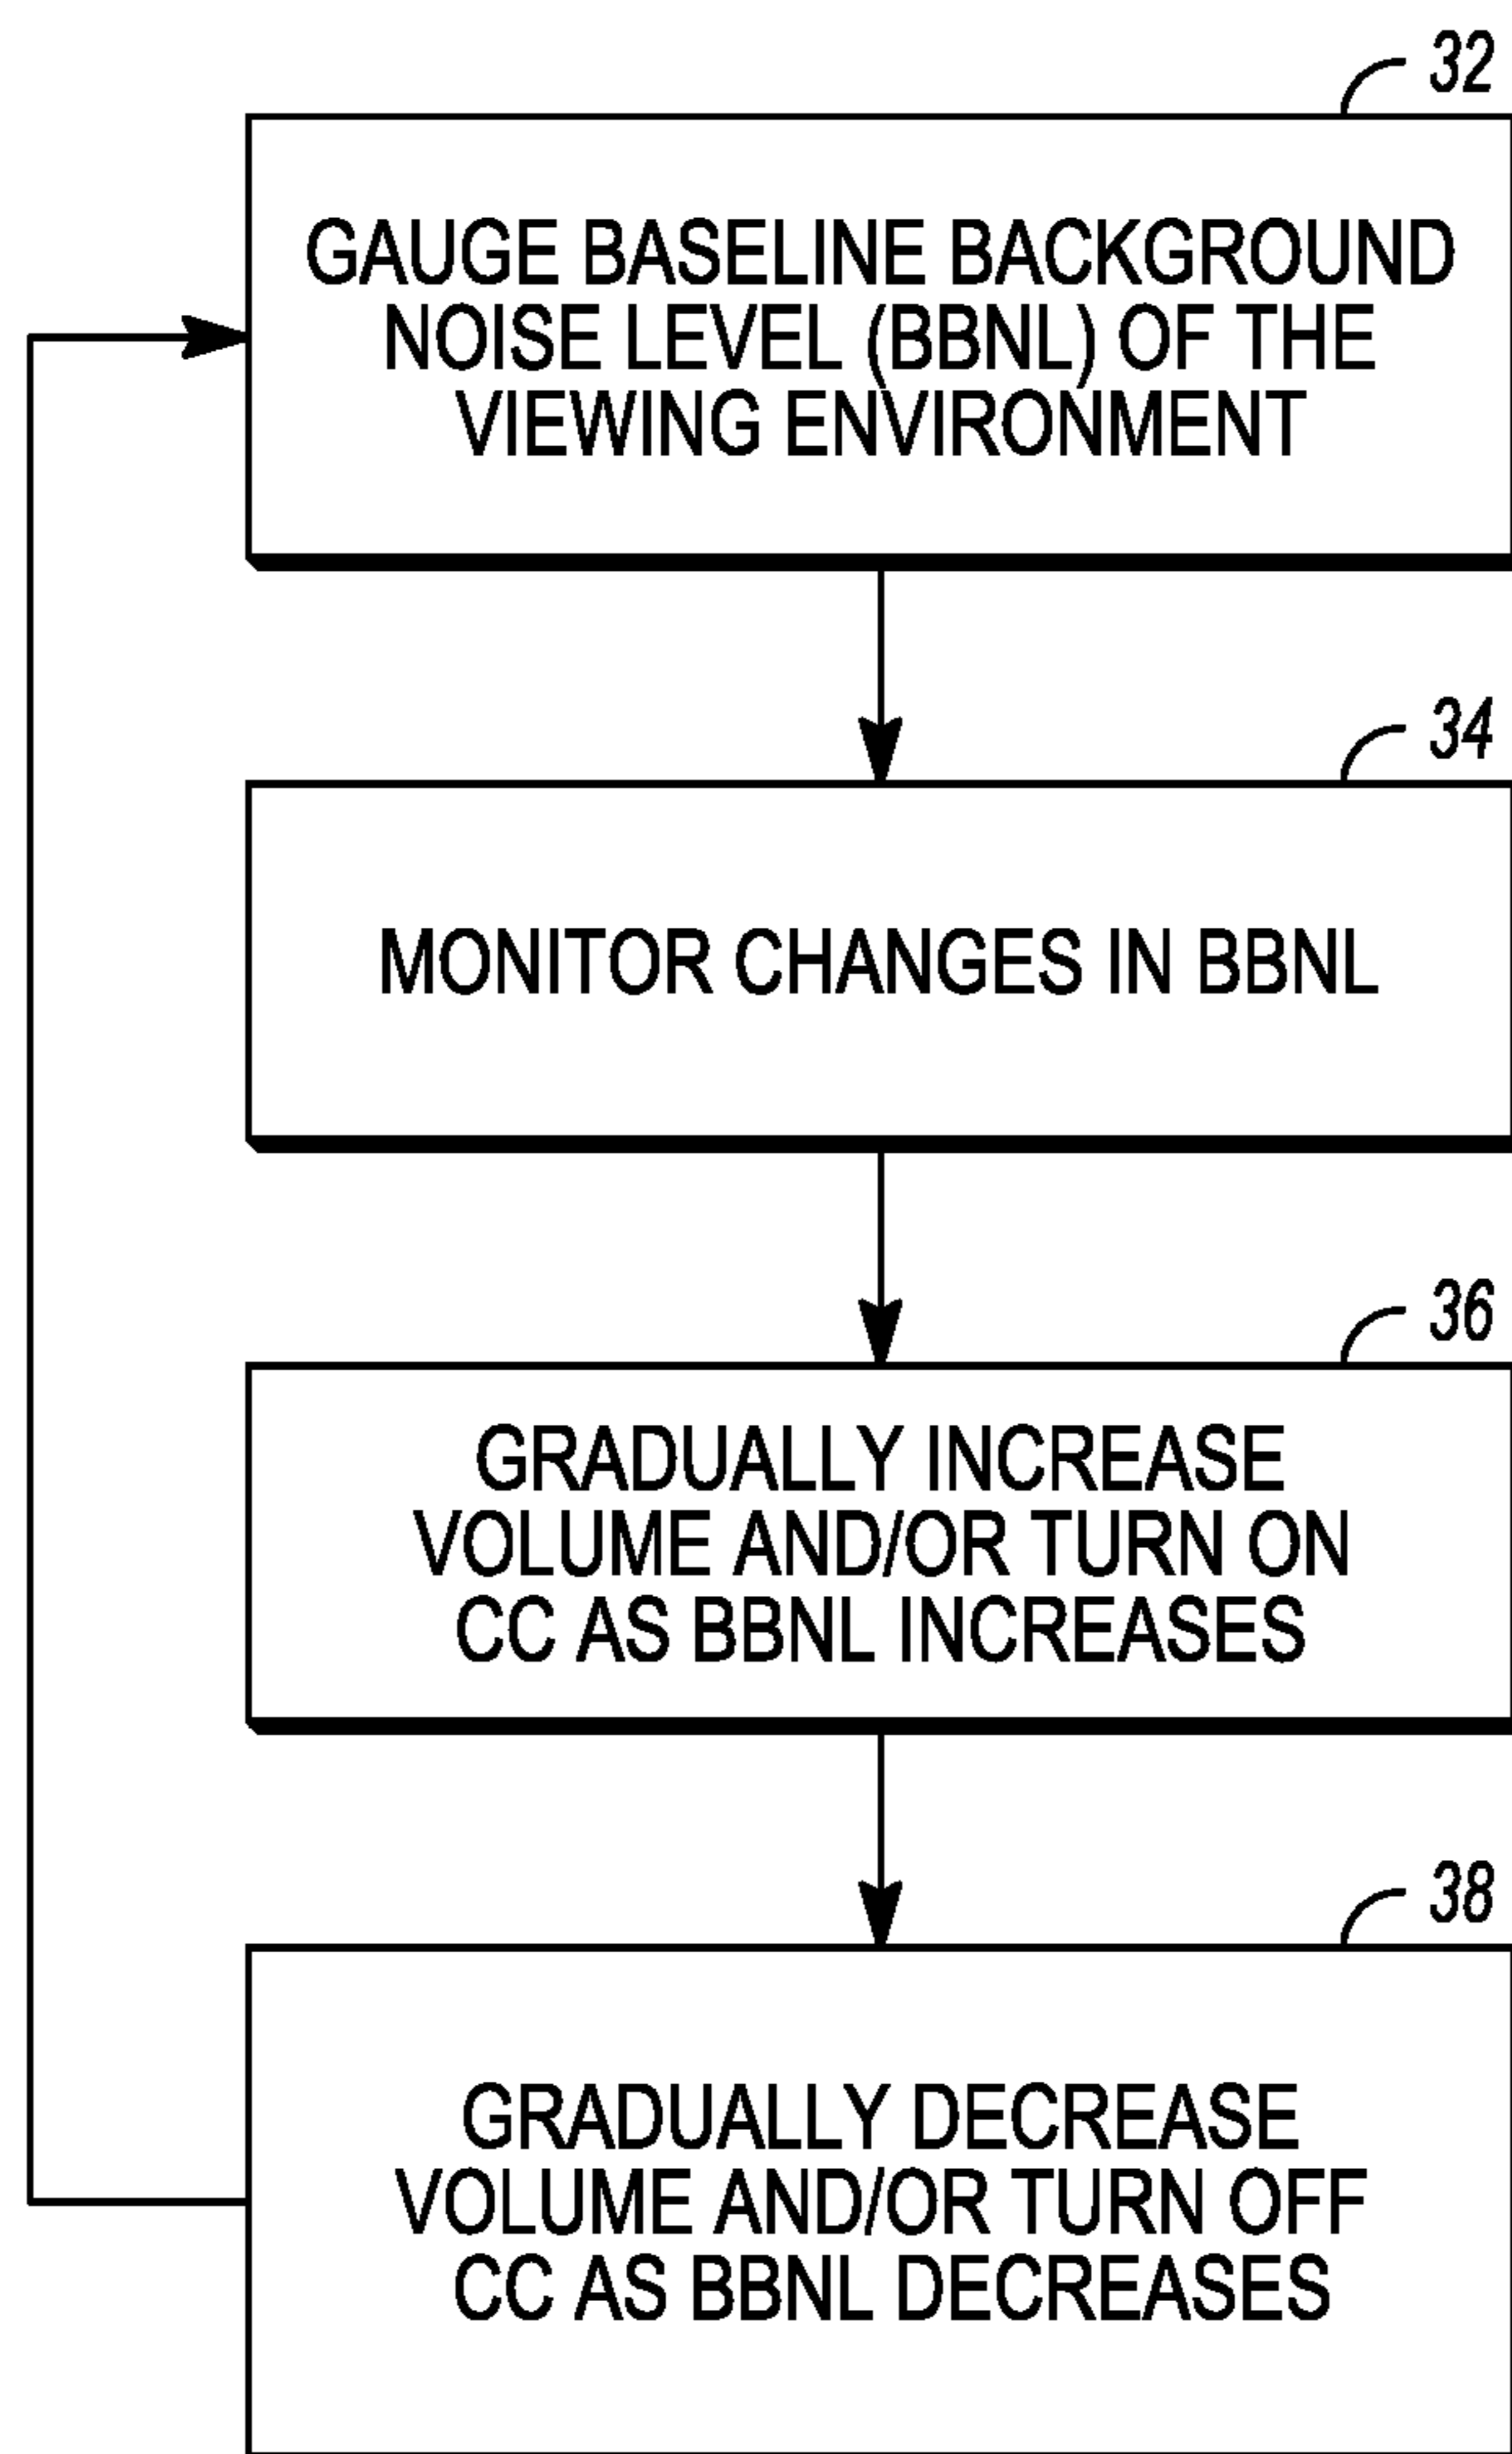 32
GAUGE BASELINE BACKGROUND
NOISE LEVEL (BBNL) OF THE
VIEWING ENVIRONMENT
34
MONITOR CHANGES IN BBNL
36
GRADUALLY INCREASE
VOLUME AND/OR TURN ON
CC AS BBNL INCREASES
38
GRADUALLY DECREASE
VOLUME AND/OR TURN OFF
CC AS BBNL DECREASES